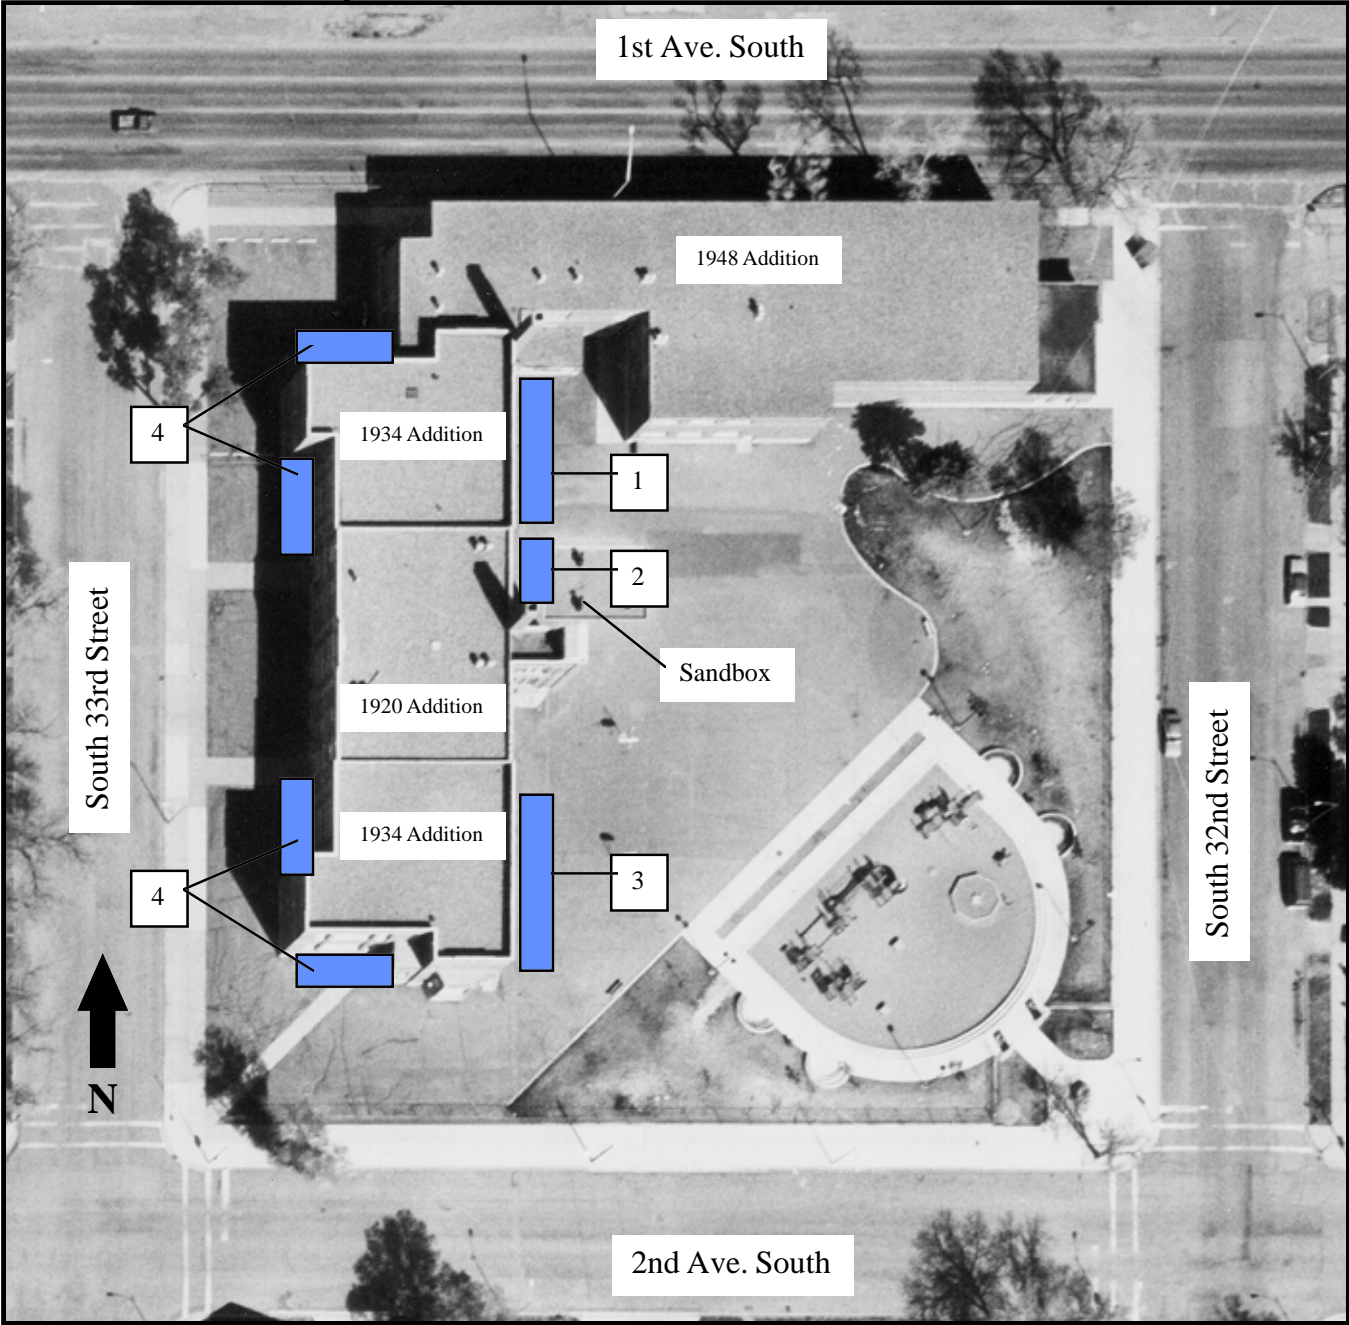 1st Ave. South
1948 Addition
4
1934 Addition
1
2
South 33rd Street
Sandbox
1920 Addition
South 32nd Street
1934 Addition
3
4
N
2nd Ave. South